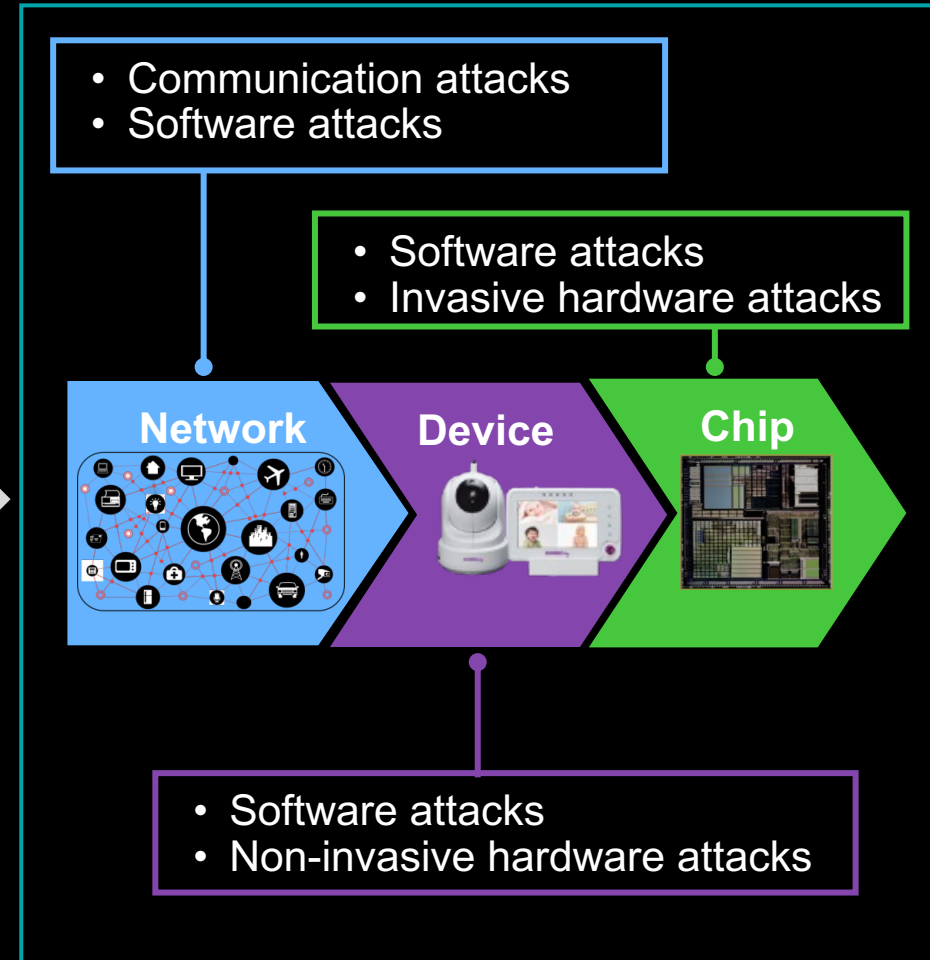 • Communication attacks
• Software attacks
• Software attacks
• Invasive hardware attacks
Network
Device
Chip
• Software attacks
• Non-invasive hardware attacks